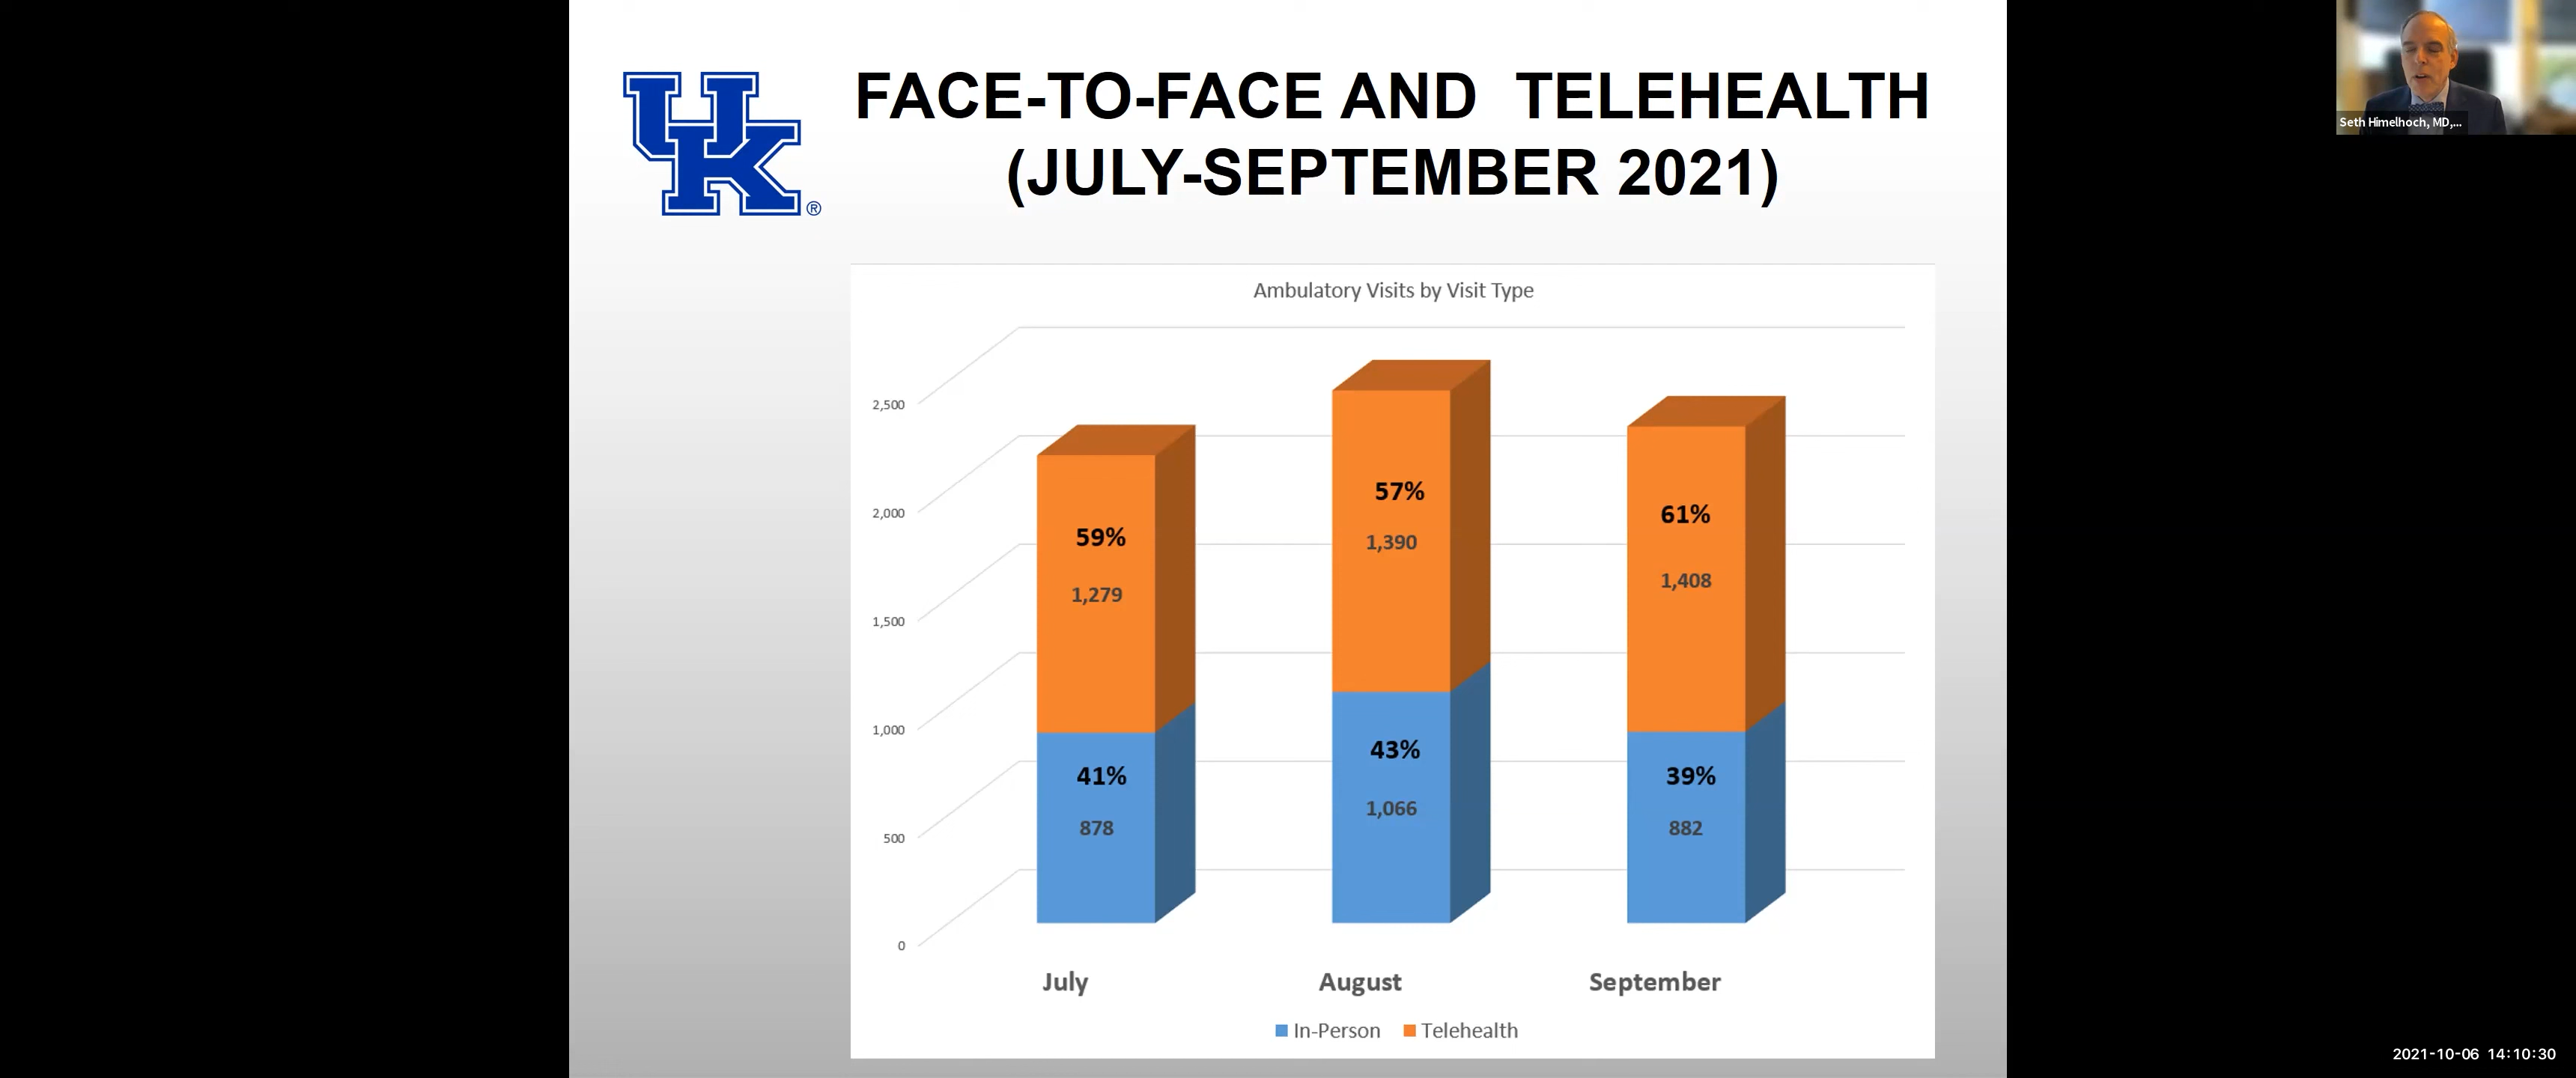 UK®
FACE-TO-FACE AND TELEHEALTH
(JULY-SEPTEMBER 2021)
Seth Himelhoch, MD,...
Ambulatory Visits by Visit Type
2,500
2,000
1,500
1,000
500
0
59%
1,279
41%
878
57%
1,390
43%
1,066
61%
1,408
39%
882
July August September
In-Person Telehealth
2021-10-06 14:10:30